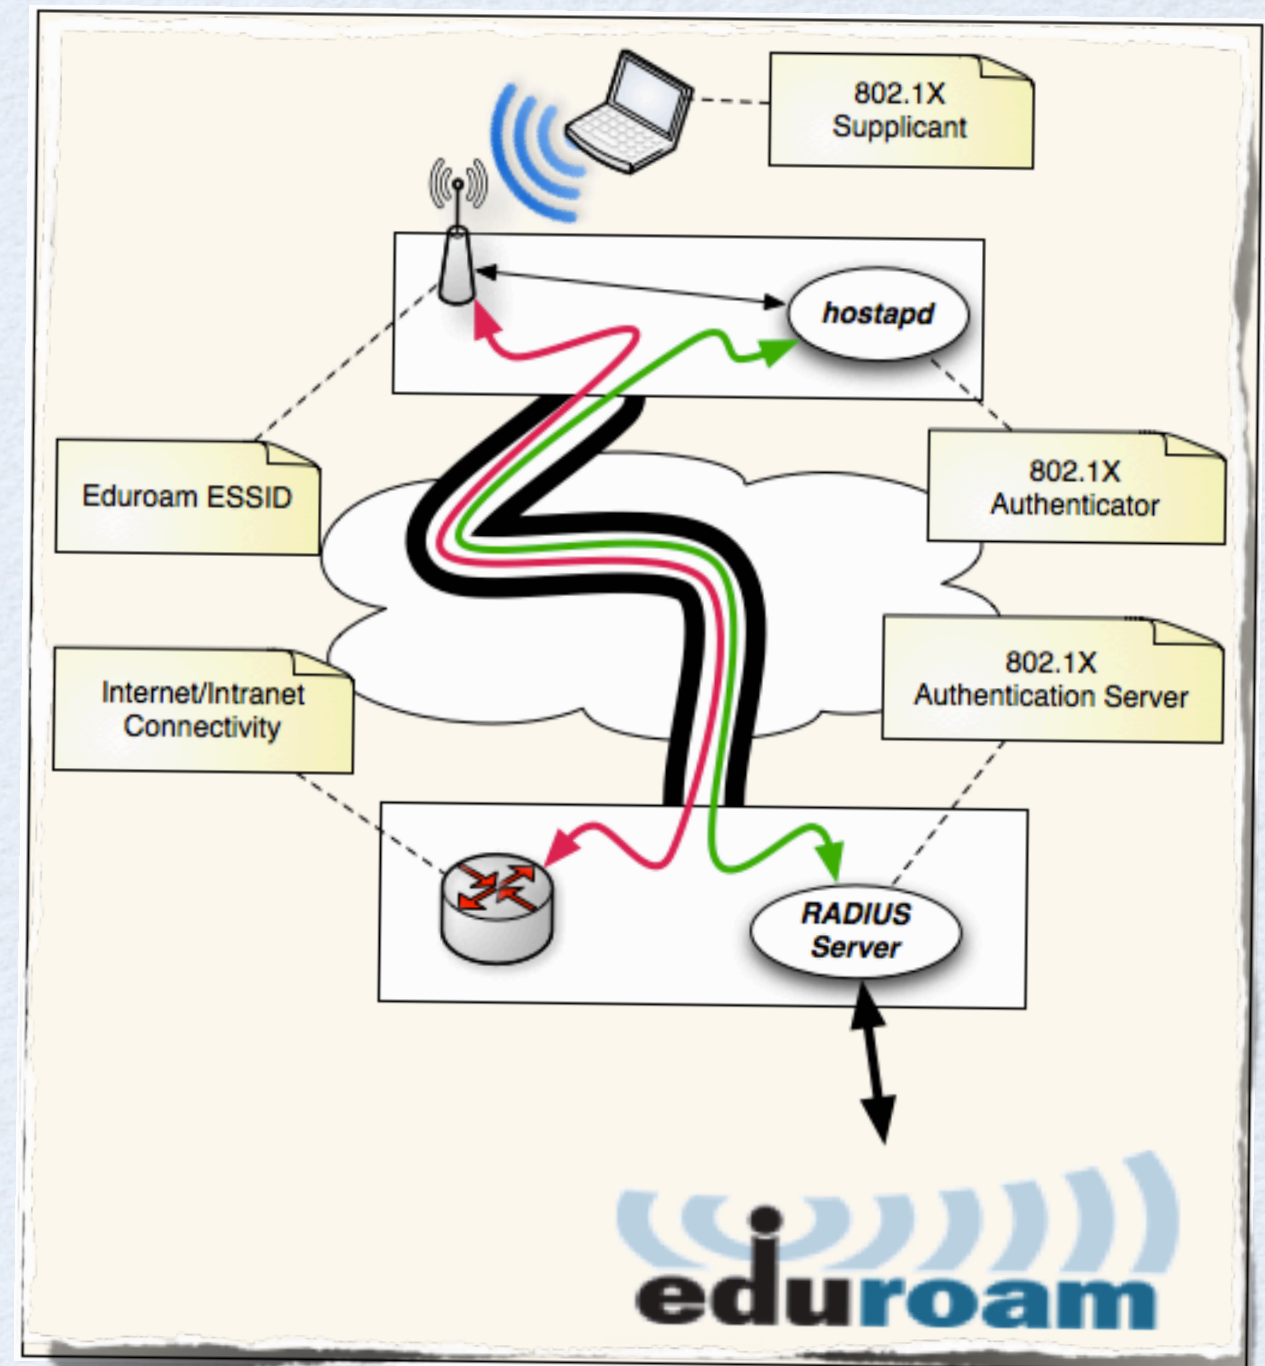 802.1X
Supplicant
hostapd
Eduroam ESSID
802.1X
Authenticator
Internet/Intranet
Connectivity
802.1X
Authentication Server
RADIUS
Server
eduroam